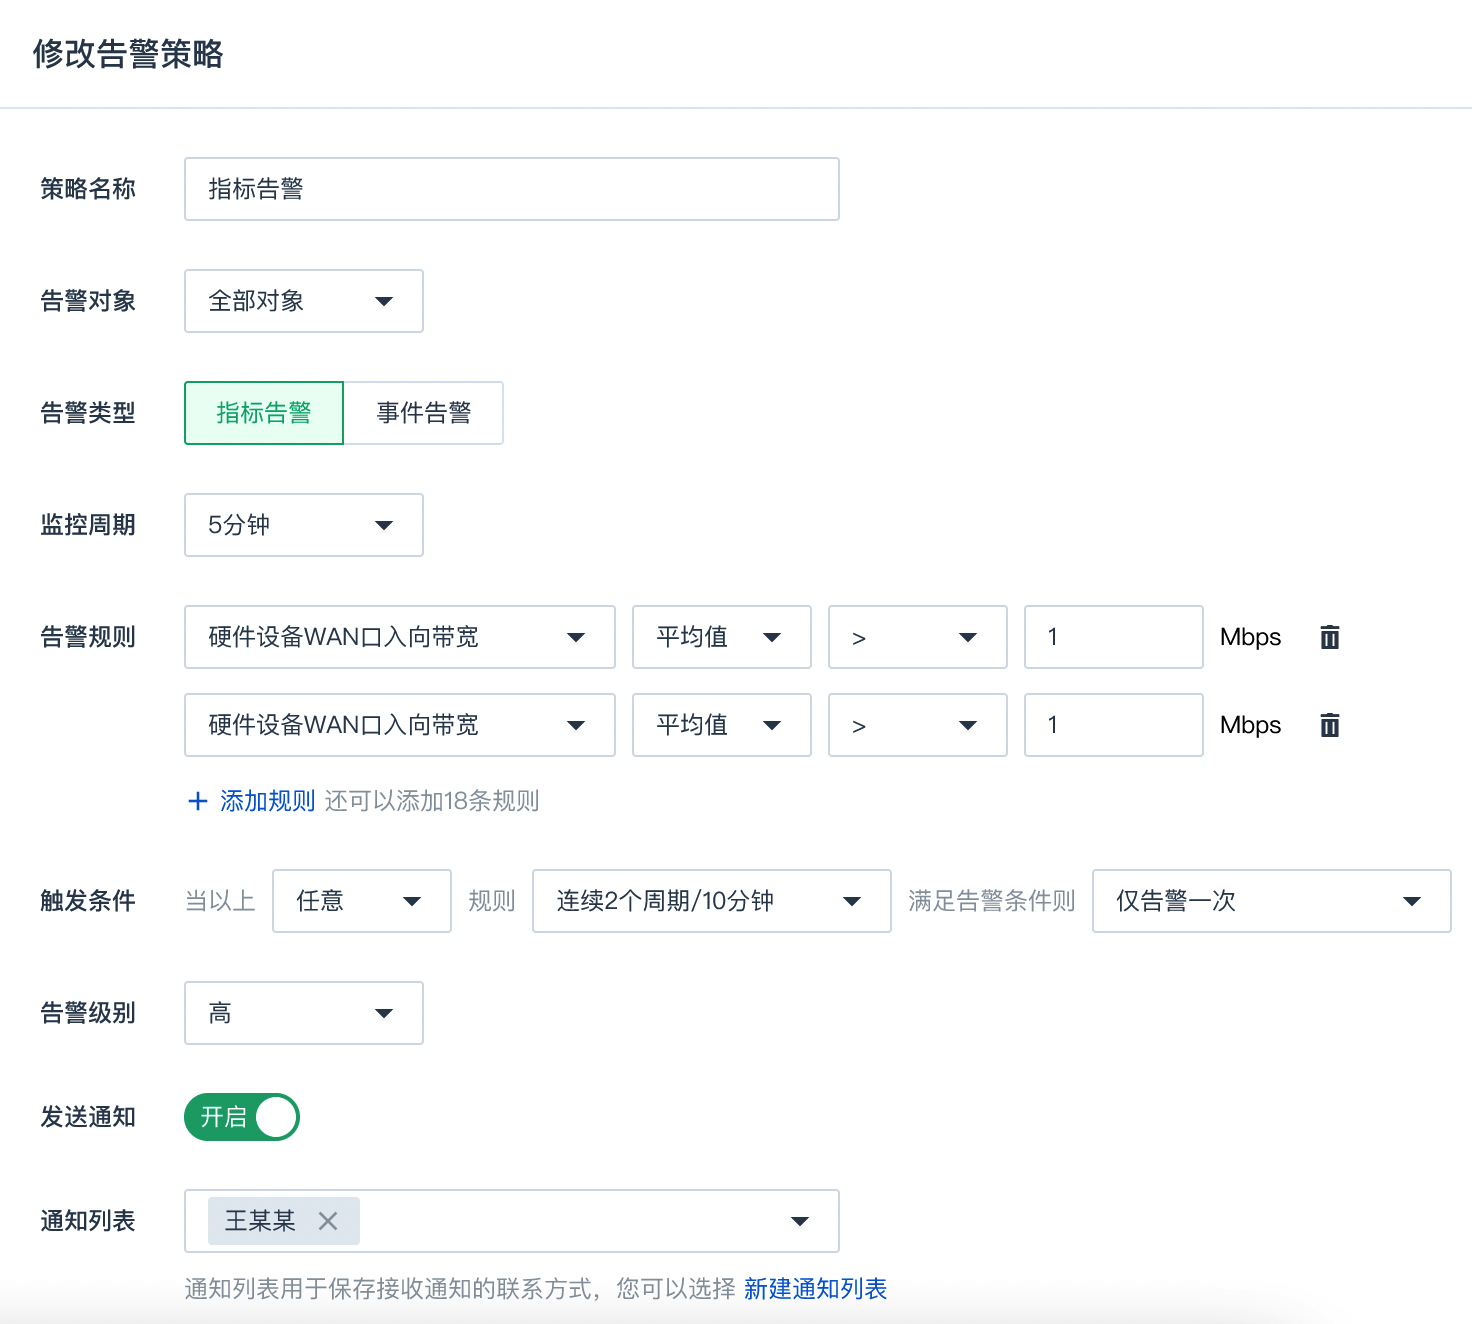 修改告警策略
策略名称 指标告警
告警对象 全部对象
告警类型 指标告警 事件告警
监控周期 5分钟
告警规则 硬件设备WAN口入向带宽 平均值 > 1 Mbps
硬件设备WAN口入向带宽 平均值 > 1 Mbps
+ 添加规则 还可以添加18条规则
触发条件 当以上 任意 规则 连续2个周期/10分钟 满足告警条件则 仅告警一次
告警级别 高
发送通知 开启
通知列表 王某某
通知列表用于保存接收通知的联系方式，您可以选择 新建通知列表